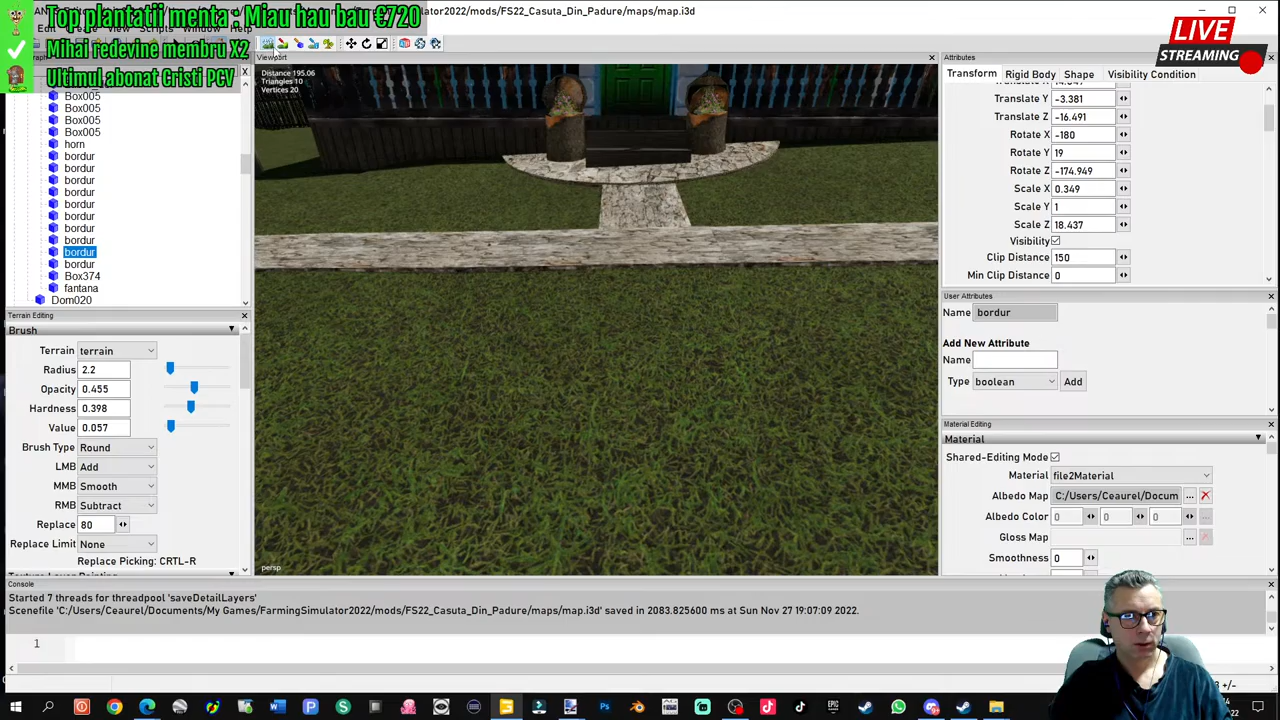 Top plantatii menta : Miau hau bau €720
Mihai redevine membru X2
Ultimul abonat Cristi PCV
ulator2022/mods/FS22_Casuta_Din_Padure/maps/map.i3d
LIVE
STREAMING
Viewport
Distance 195.06
Triangles 10
Vertices 20
persp
Box005
Box005
Box005
Box005
horn
bordur
bordur
bordur
bordur
bordur
bordur
bordur
bordur
bordur
bordur
Box374
fantana
Dom020
Terrain Editing
Brush
Terrain terrain
Radius 2.2
Opacity 0.455
Hardness 0.398
Value 0.057
Brush Type Round
LMB Add
MMB Smooth
RMB Subtract
Replace 80
Replace Limit None
Replace Picking: CRTL-R
Texture Layer Painting
Attributes
Transform Rigid Body Shape Visibility Condition
Translate Y -3.381
Translate Z -16.491
Rotate X -180
Rotate Y 19
Rotate Z -174.949
Scale X 0.349
Scale Y 1
Scale Z 18.437
Visibility
Clip Distance 150
Min Clip Distance 0
User Attributes
Name bordur
Add New Attribute
Name
Type boolean Add
Material Editing
Material
Shared-Editing Mode
Material file2Material
Albedo Map C:/Users/Ceaurel/Docum ...
Albedo Color 0 0 0 ...
Gloss Map ...
Smoothness 0
Console
Started 7 threads for threadpool 'saveDetailLayers'
Scenefile 'C:/Users/Ceaurel/Documents/My Games/FarmingSimulator2022/mods/FS22_Casuta_Din_Padure/maps/map.i3d' saved in 2083.825600 ms at Sun Nov 27 19:07:09 2022.
1